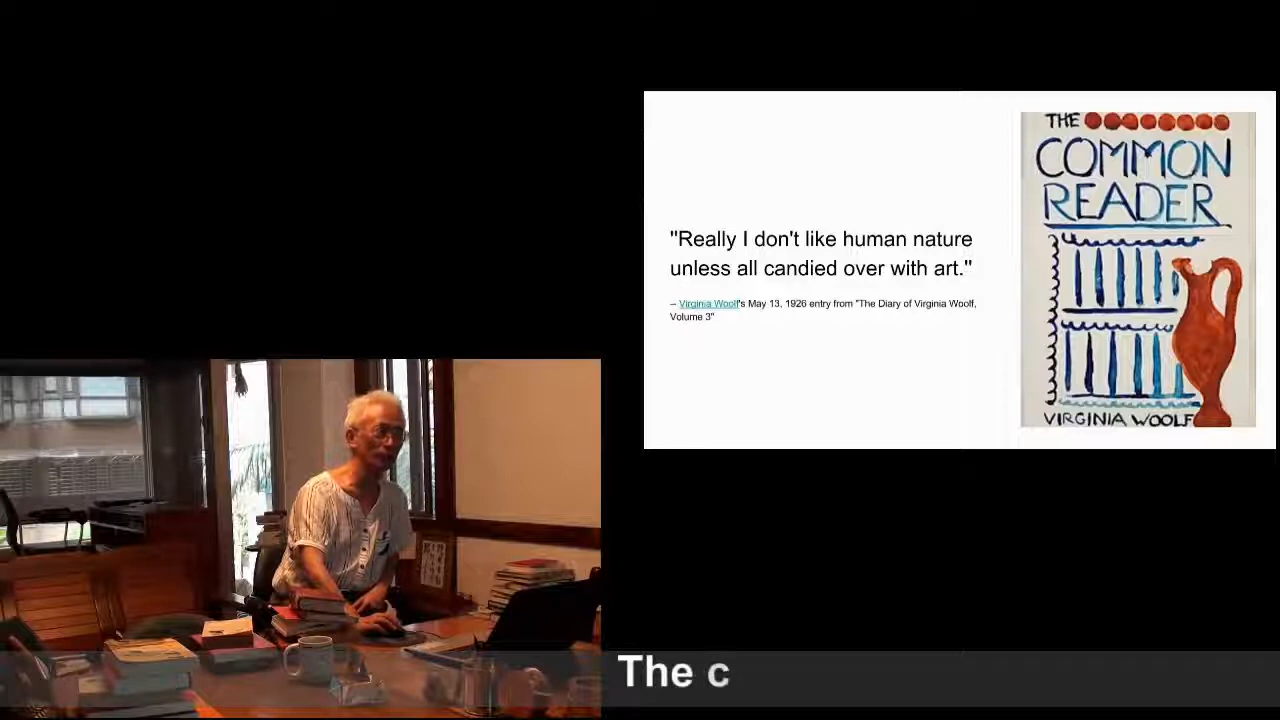 "Really I don't like human nature
unless all candied over with art."
– Virginia Woolf's May 13, 1926 entry from "The Diary of Virginia Woolf,
Volume 3"
THE
COMMON
READER
VIRGINIA WOOLF
The c